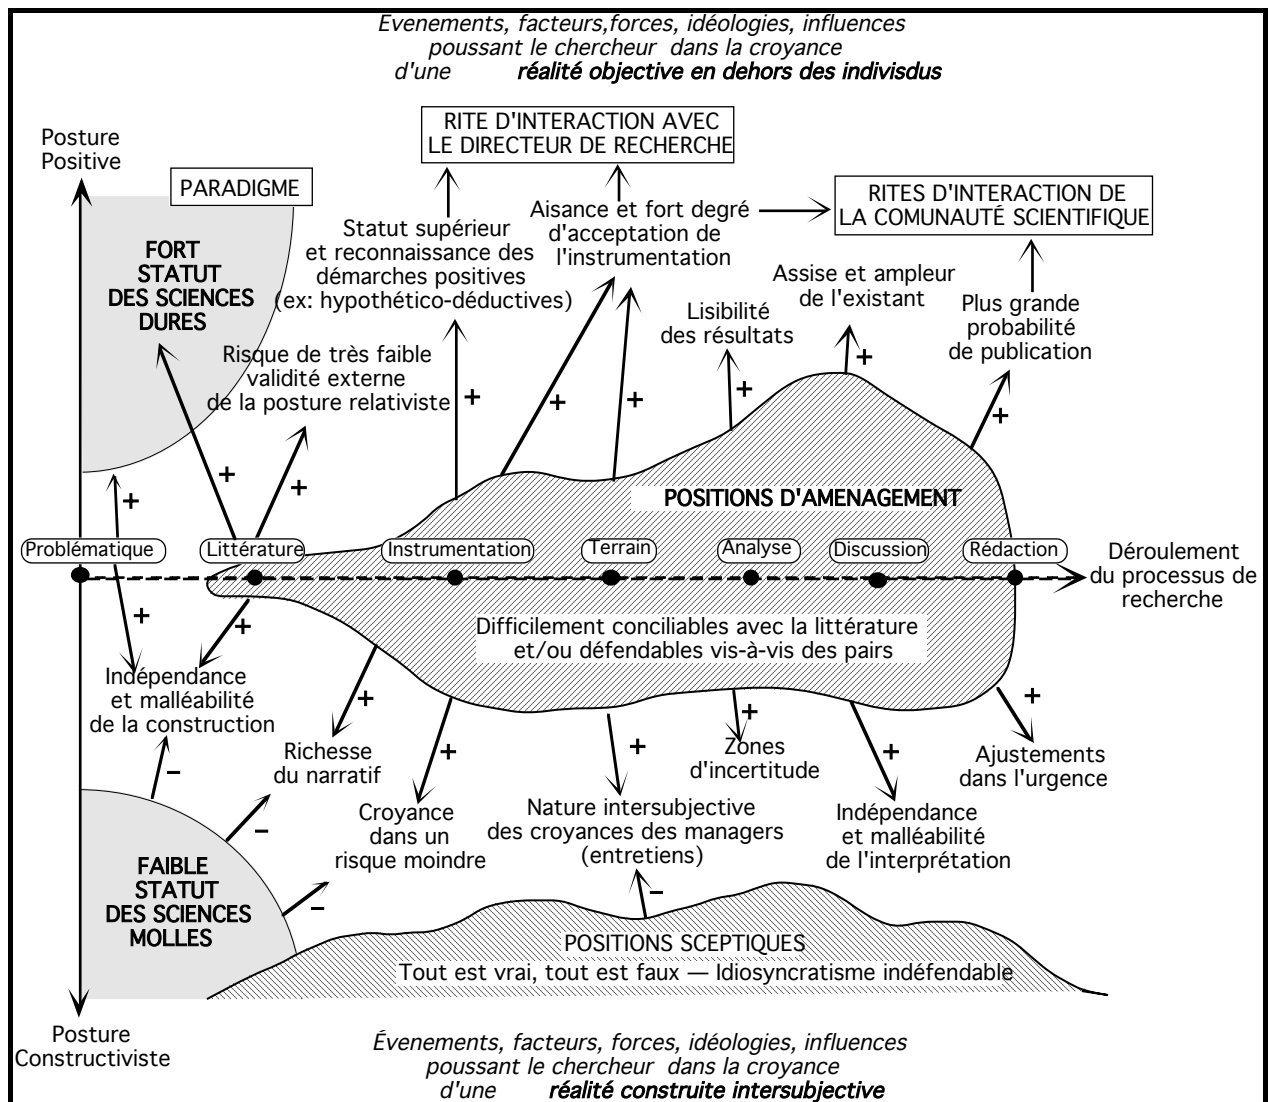 Evenements, facteurs,forces, idéologies, influences
poussant le chercheur dans la croyance
d'une réalité objective en dehors des indivisdus
Posture
Positive
PARADIGME
RITE D'INTERACTION AVEC
LE DIRECTEUR DE RECHERCHE
RITES D'INTERACTION DE
LA COMUNAUTÉ SCIENTIFIQUE
FORT
STATUT
DES SCIENCES
DURES
Statut supérieur
et reconnaissance des
démarches positives
(ex: hypothético-déductives)
Aisance et fort degré
d'acceptation de
l'instrumentation
Lisibilité
des résultats
Assise et ampleur
de l'existant
Plus grande
probabilité
de publication
Risque de très faible
validité externe
de la posture relativiste
+
+
+
+
+
+
+
+
+
POSITIONS D'AMENAGEMENT
Problématique
Littérature
Instrumentation
Terrain
Analyse
Discussion
Rédaction
Déroulement
du processus de
recherche
Difficilement conciliables avec la littérature
et/ou défendables vis-à-vis des pairs
+
+
+
+
+
+
+
+
Indépendance
et malléabilité
de la construction
Richesse
du narratif
Croyance
dans un
risque moindre
Nature intersubjective
des croyances des managers
(entretiens)
Zones
d'incertitude
Indépendance
et malléabilité
de l'interprétation
Ajustements
dans l'urgence
–
–
–
–
FAIBLE
STATUT
DES SCIENCES
MOLLES
POSITIONS SCEPTIQUES
Tout est vrai, tout est faux — Idiosyncratisme indéfendable
Posture
Constructiviste
Évenements, facteurs, forces, idéologies, influences
poussant le chercheur dans la croyance
d'une réalité construite intersubjective